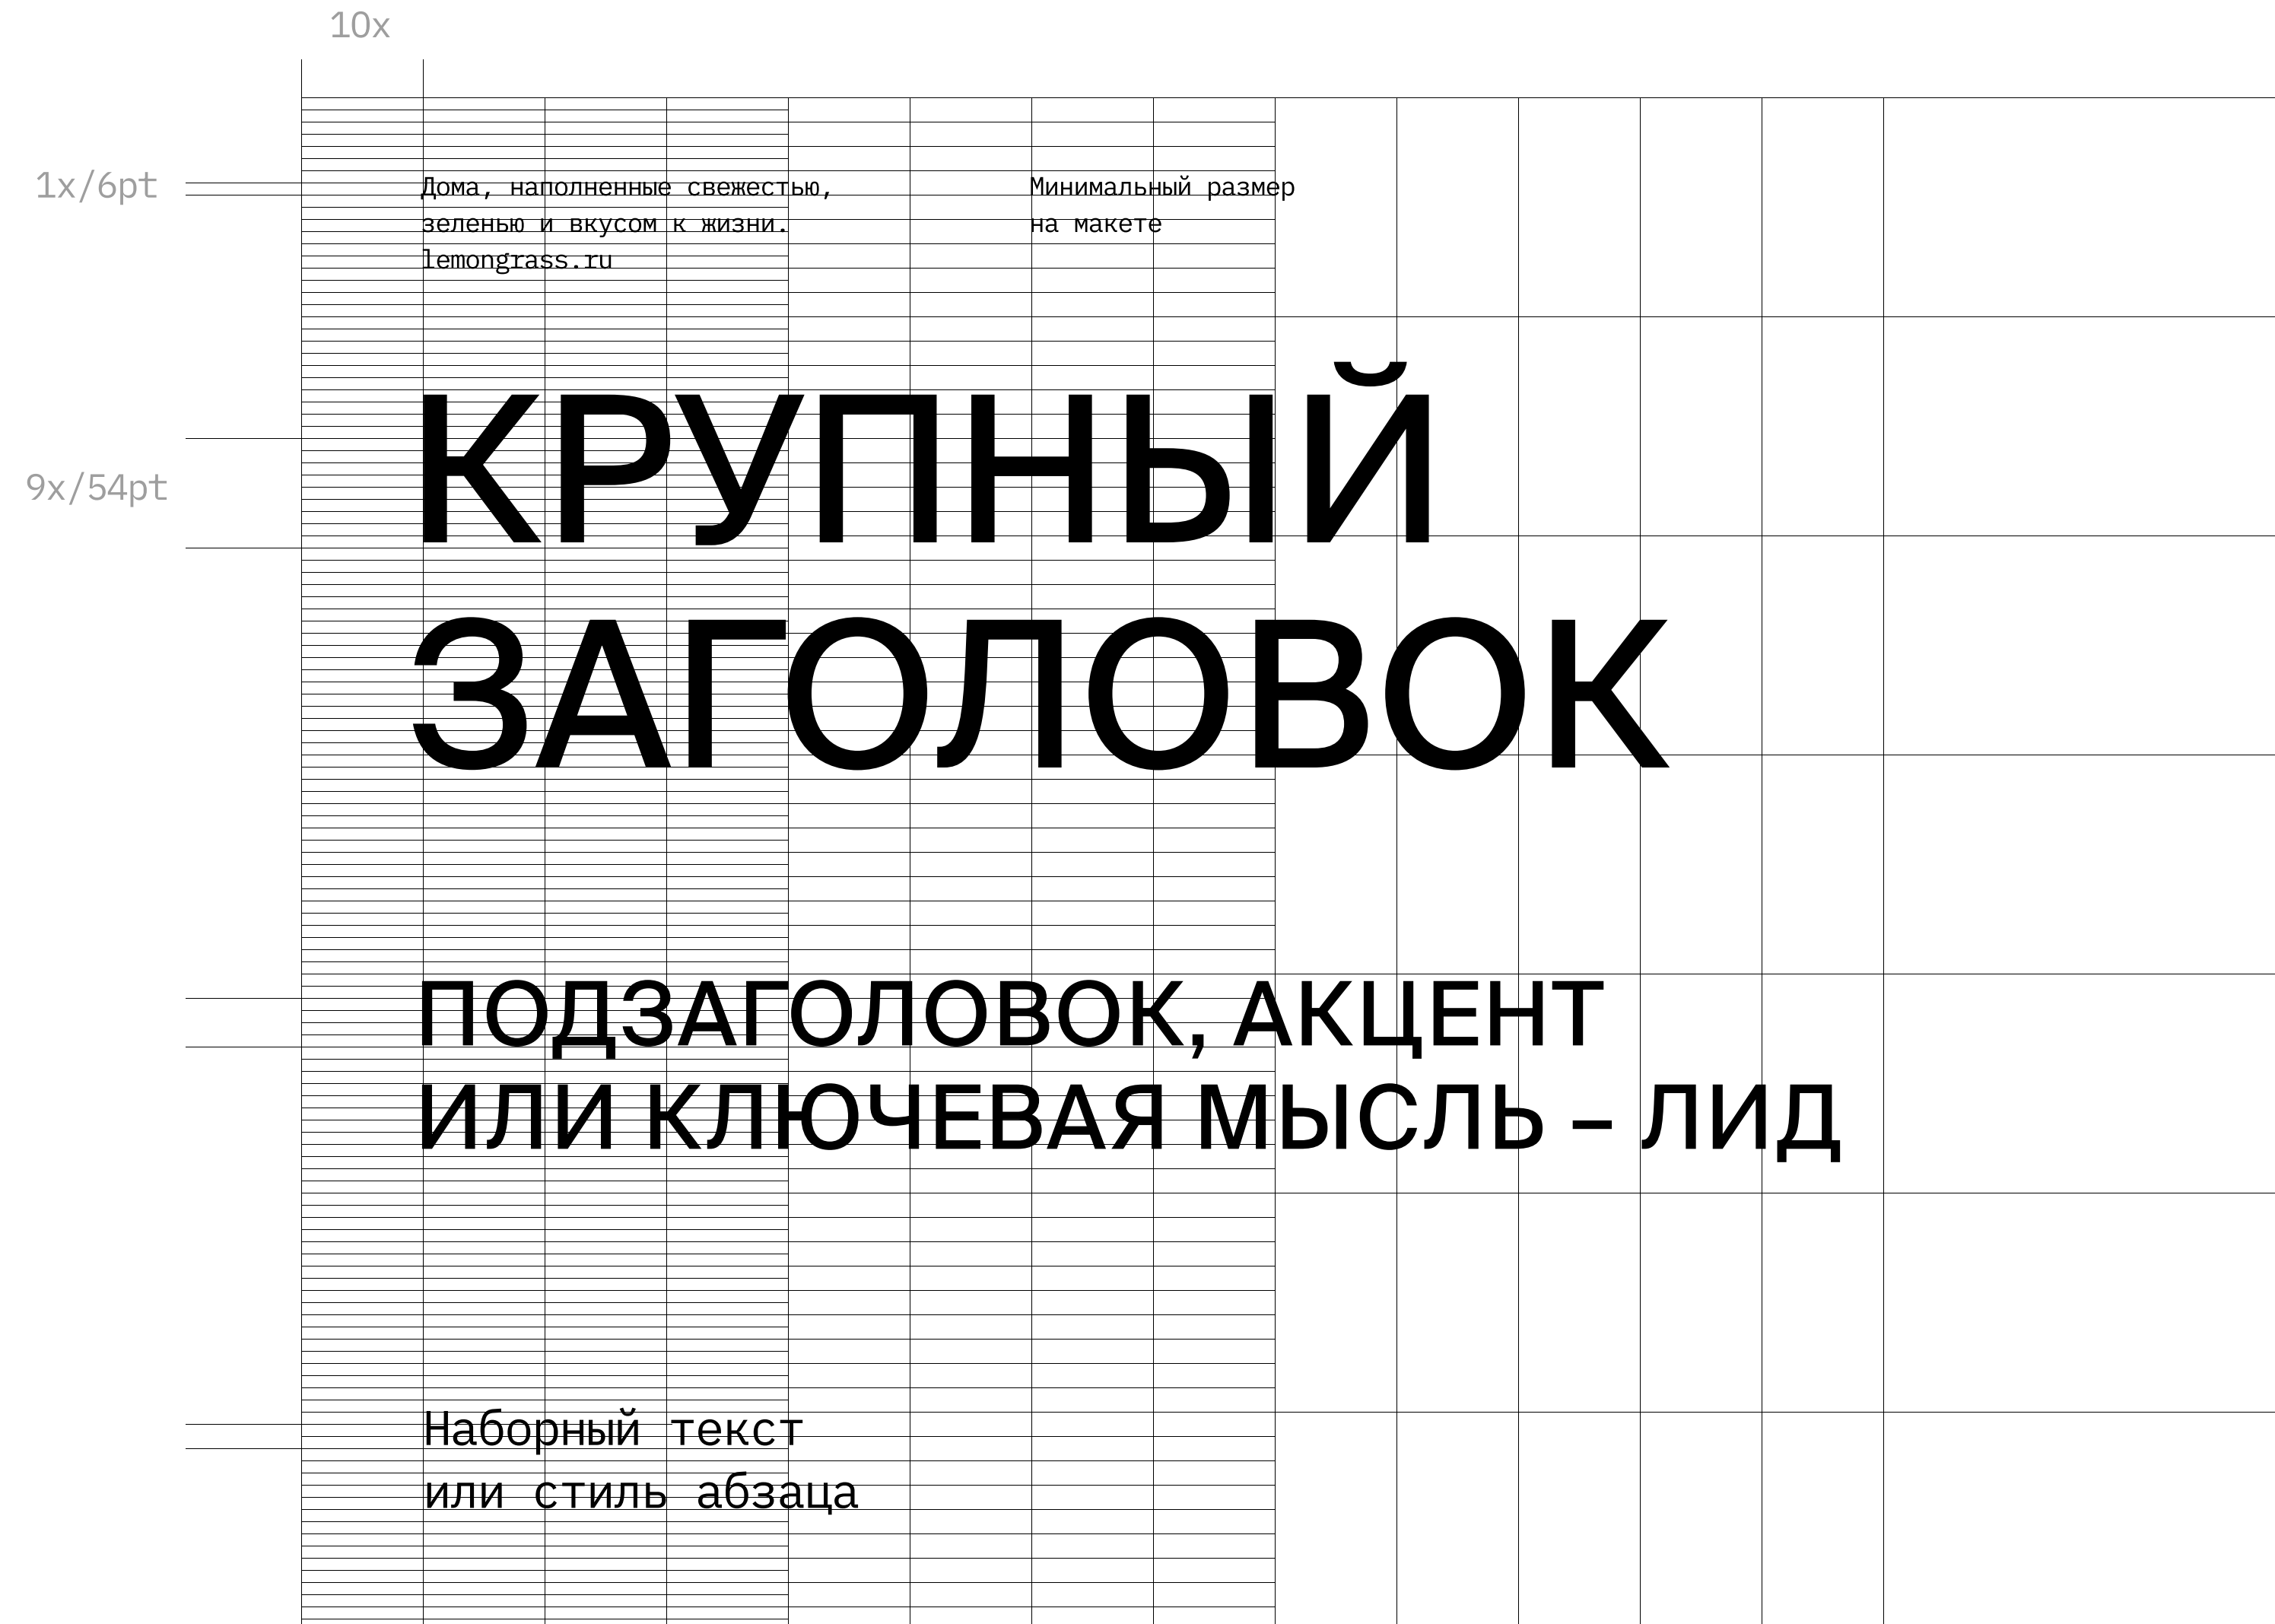 10x
1x/6pt
Дома, наполненные свежестью,
зеленью и вкусом к жизни.
lemongrass.ru
Минимальный размер
на макете
КРУПНЫЙ
9x/54pt
ЗАГОЛОВОК
ПОДЗАГОЛОВОК, АКЦЕНТ
ИЛИ КЛЮЧЕВАЯ МЫСЛЬ – ЛИД
Наборный текст
или стиль абзаца